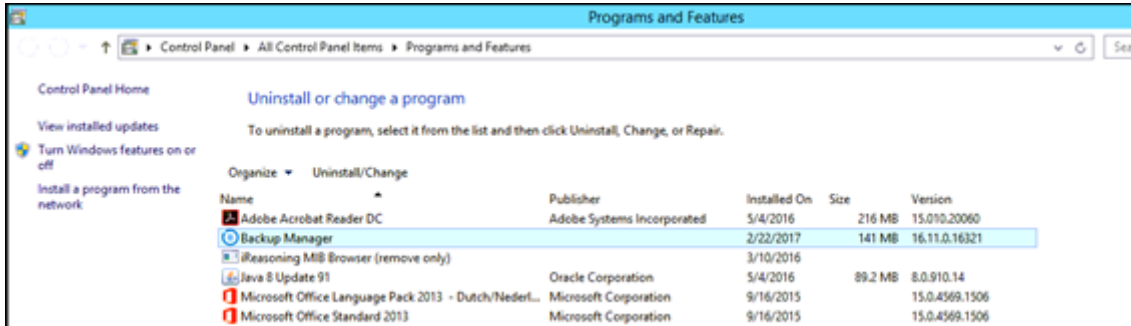 Programs and Features
Control Panel All Control Panel Items Programs and Features
Control Panel Home
Uninstall or change a program
View installed updates
To uninstall a program, select it from the list and then click Uninstall, Change, or Repair.
Turn Windows features on or
off
Organize Uninstall/Change
Install a program from the
network
Name Publisher Installed On Size Version
Adobe Acrobat Reader DC Adobe Systems Incorporated 5/4/2016 216 MB 15.010.20060
Backup Manager 2/22/2017 141 MB 16.11.0.16321
iReasoning MIB Browser (remove only) 3/10/2016
Java 8 Update 91 Oracle Corporation 5/4/2016 89.2 MB 8.0.910.14
Microsoft Office Language Pack 2013 - Dutch/Nederl... Microsoft Corporation 9/16/2015 15.0.4569.1506
Microsoft Office Standard 2013 Microsoft Corporation 9/16/2015 15.0.4569.1506